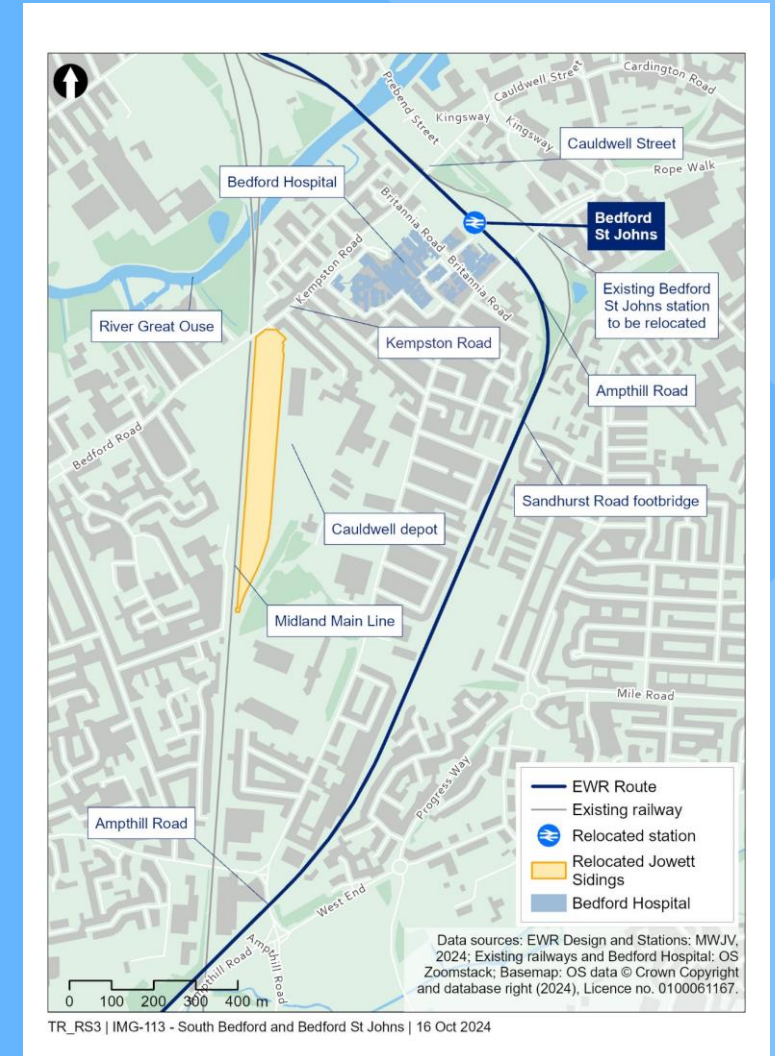 Prebend Street
Cauldwell Street
Cardington Road
Kingsway
Kingsway
Cauldwell Street
Rope Walk
Bedford Hospital
Britannia Road
Bedford
St Johns
Kempston Road
Britannia Road
Existing Bedford
St Johns station
to be relocated
River Great Ouse
Kempston Road
Ampthill Road
Bedford Road
Sandhurst Road footbridge
Cauldwell depot
Midland Main Line
Mile Road
Progress Way
Ampthill Road
West End
Ampthill Road
Ampthill Road
EWR Route
Existing railway
Relocated station
Relocated Jowett
Sidings
Bedford Hospital
Data sources: EWR Design and Stations: MWJV,
2024; Existing railways and Bedford Hospital: OS
Zoomstack; Basemap: OS data © Crown Copyright
and database right (2024), Licence no. 0100061167.
0 100 200 300 400 m
TR_RS3 | IMG-113 - South Bedford and Bedford St Johns | 16 Oct 2024